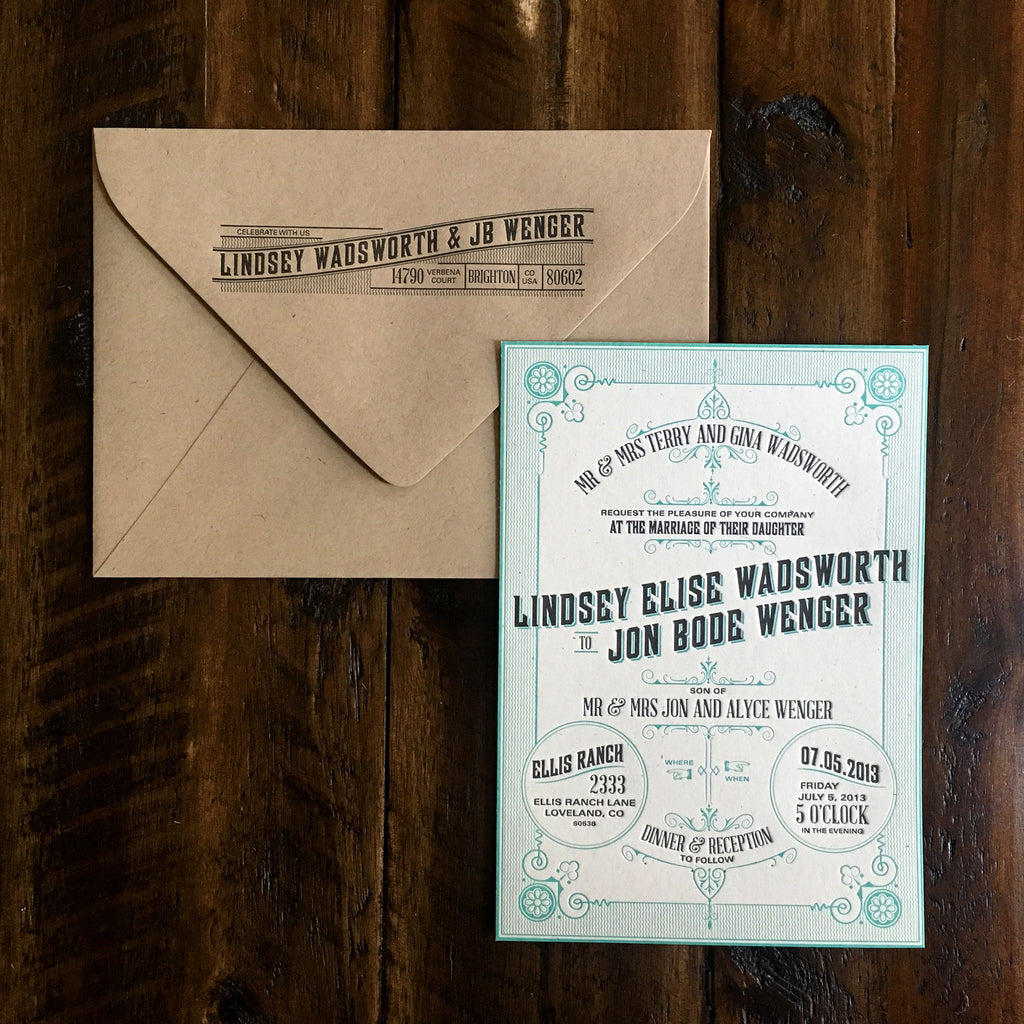 CELEBRATE WITH US
LINDSEY WADSWORTH & JB WENGER
14790 VERBENA COURT BRIGHTON CO USA 80602
MR & MRS TERRY AND GINA WADSWORTH
REQUEST THE PLEASURE OF YOUR COMPANY
AT THE MARRIAGE OF THEIR DAUGHTER
LINDSEY ELISE WADSWORTH
TO JON BODE WENGER
SON OF
MR & MRS JON AND ALYCE WENGER
ELLIS RANCH
2333
ELLIS RANCH LANE
LOVELAND, CO
WHERE
WHEN
07.05.2013
FRIDAY
JULY 5, 2013
5 O'CLOCK
IN THE EVENING
DINNER & RECEPTION
TO FOLLOW